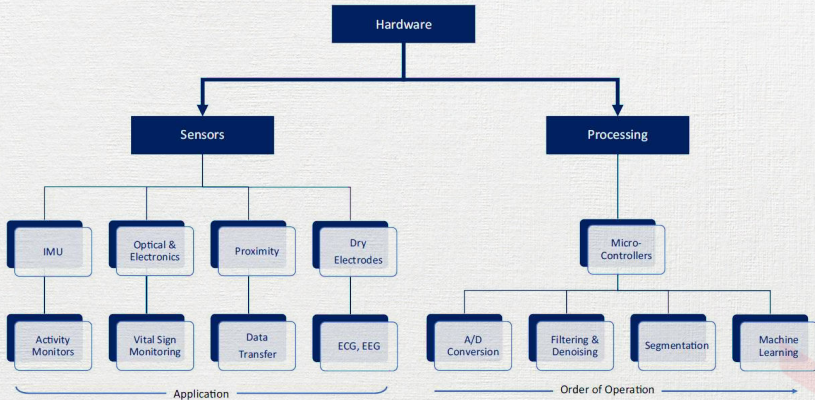 Hardware
Sensors
Processing
IMU
Optical &
Electronics
Proximity
Dry
Electrodes
Micro-
Controllers
Activity
Monitors
Vital Sign
Monitoring
Data
Transfer
ECG, EEG
A/D
Conversion
Filtering &
Denoising
Segmentation
Machine
Learning
Application
Order of Operation